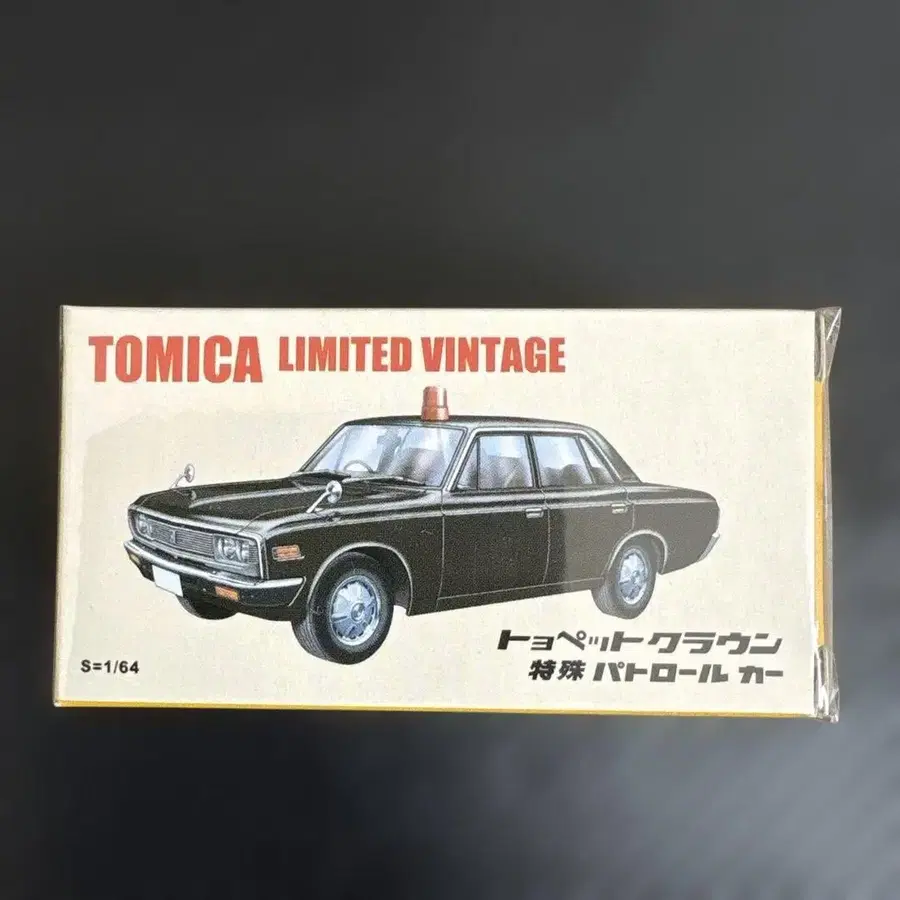 TOMICA LIMITED VINTAGE
トヨペット クラウン
特殊 パトロール カー
S=1/64